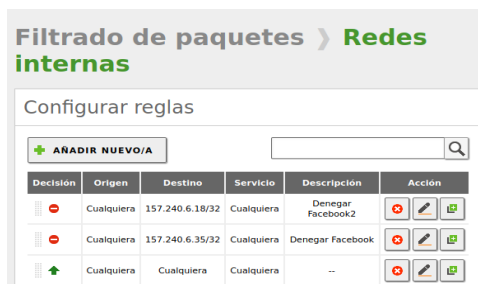 Filtrado de paquetes ❱ Redes
internas
Configurar reglas
AÑADIR NUEVO/A
Decisión Origen Destino Servicio Descripción Acción
Cualquiera 157.240.6.18/32 Cualquiera Denegar
Facebook2
Cualquiera 157.240.6.35/32 Cualquiera Denegar Facebook
Cualquiera Cualquiera Cualquiera --